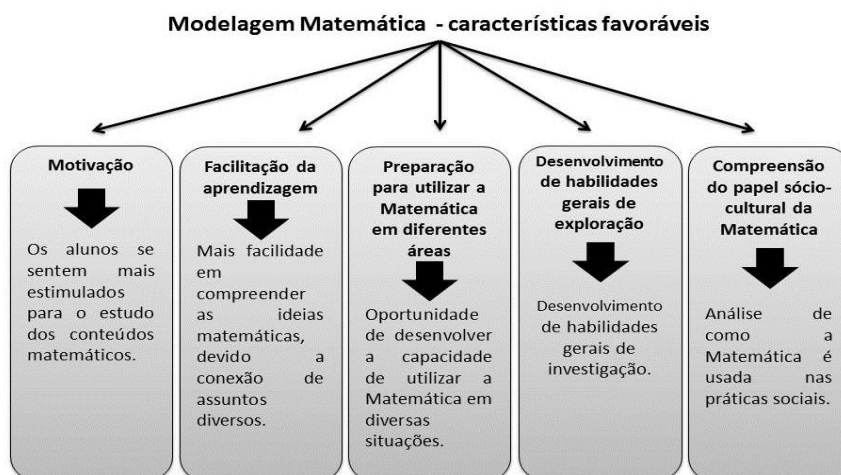 Modelagem Matemática - características favoráveis
Motivação
Os alunos se
sentem mais
estimulados
para o estudo
dos conteúdos
matemáticos.
Facilitação da
aprendizagem
Mais facilidade
em
compreender
as ideias
matemáticas,
devido a
conexão de
assuntos
diversos.
Preparação
para utilizar a
Matemática
em diferentes
áreas
Oportunidade
de desenvolver
a capacidade
de utilizar a
Matemática em
diversas
situações.
Desenvolvimento
de habilidades
gerais de
exploração
Desenvolvimento
de habilidades
gerais de
investigação.
Compreensão
do papel sócio-
cultural da
Matemática
Análise de
como a
Matemática é
usada nas
práticas sociais.